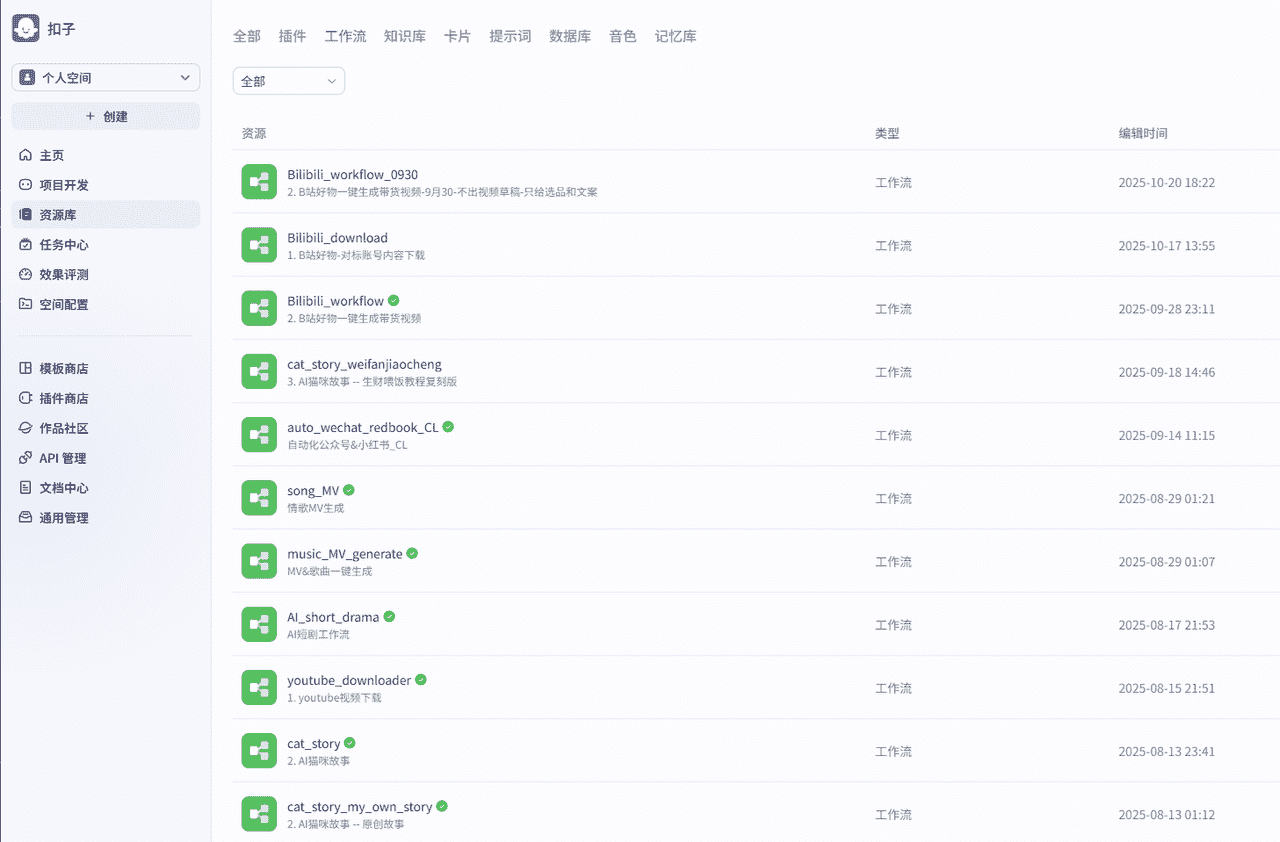 扣子
个人空间
+ 创建
主页
项目开发
资源库
任务中心
效果评测
空间配置
模板商店
插件商店
作品社区
API 管理
文档中心
通用管理
全部 插件 工作流 知识库 卡片 提示词 数据库 音色 记忆库
全部
资源 类型 编辑时间
Bilibili_workflow_0930
2. B站好物一键生成带货视频-9月30-不出视频草稿-只给选品和文案
工作流 2025-10-20 18:22
Bilibili_download
1. B站好物-对标账号内容下载
工作流 2025-10-17 13:55
Bilibili_workflow
2. B站好物一键生成带货视频
工作流 2025-09-28 23:11
cat_story_weifanjiaocheng
3. AI猫咪故事 -- 生财喂饭教程复刻版
工作流 2025-09-18 14:46
auto_wechat_redbook_CL
自动化公众号&小红书_CL
工作流 2025-09-14 11:15
song_MV
情歌MV生成
工作流 2025-08-29 01:21
music_MV_generate
MV&歌曲一键生成
工作流 2025-08-29 01:07
AI_short_drama
AI短剧工作流
工作流 2025-08-17 21:53
youtube_downloader
1. youtube视频下载
工作流 2025-08-15 21:51
cat_story
2. AI猫咪故事
工作流 2025-08-13 23:41
cat_story_my_own_story
2. AI猫咪故事 -- 原创故事
工作流 2025-08-13 01:12